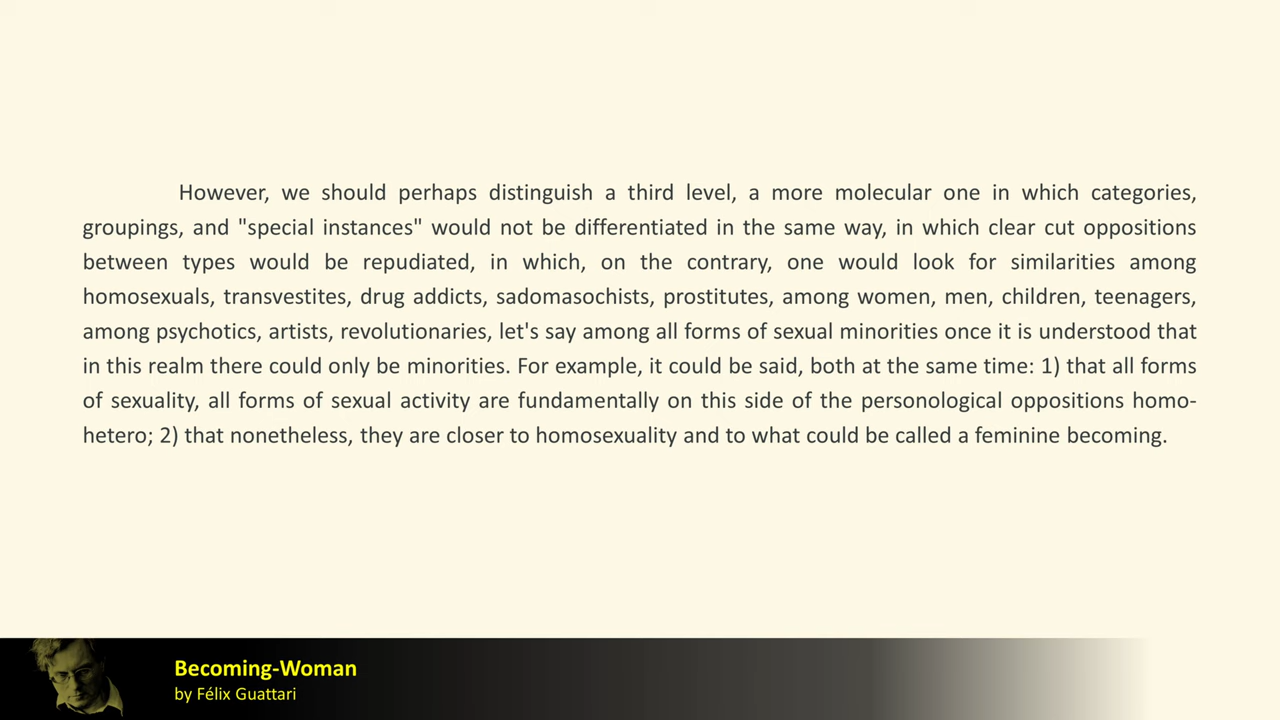 However, we should perhaps distinguish a third level, a more molecular one in which categories,
groupings, and "special instances" would not be differentiated in the same way, in which clear cut oppositions
between types would be repudiated, in which, on the contrary, one would look for similarities among
homosexuals, transvestites, drug addicts, sadomasochists, prostitutes, among women, men, children, teenagers,
among psychotics, artists, revolutionaries, let's say among all forms of sexual minorities once it is understood that
in this realm there could only be minorities. For example, it could be said, both at the same time: 1) that all forms
of sexuality, all forms of sexual activity are fundamentally on this side of the personological oppositions homo-
hetero; 2) that nonetheless, they are closer to homosexuality and to what could be called a feminine becoming.
Becoming-Woman
by Félix Guattari